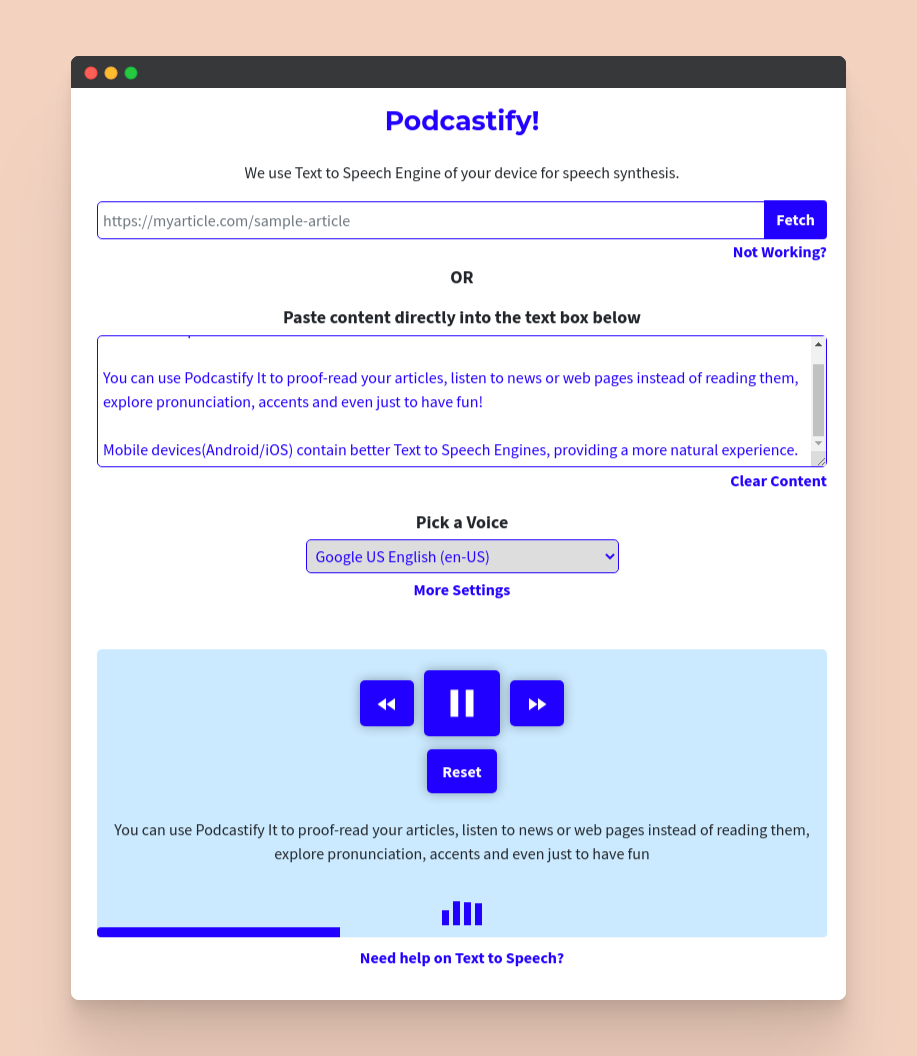 Podcastify!
We use Text to Speech Engine of your device for speech synthesis.
https://myarticle.com/sample-article
Fetch
Not Working?
OR
Paste content directly into the text box below
You can use Podcastify It to proof-read your articles, listen to news or web pages instead of reading them,
explore pronunciation, accents and even just to have fun!
Mobile devices(Android/iOS) contain better Text to Speech Engines, providing a more natural experience.
Clear Content
Pick a Voice
Google US English (en-US)
More Settings
Reset
You can use Podcastify It to proof-read your articles, listen to news or web pages instead of reading them,
explore pronunciation, accents and even just to have fun
Need help on Text to Speech?